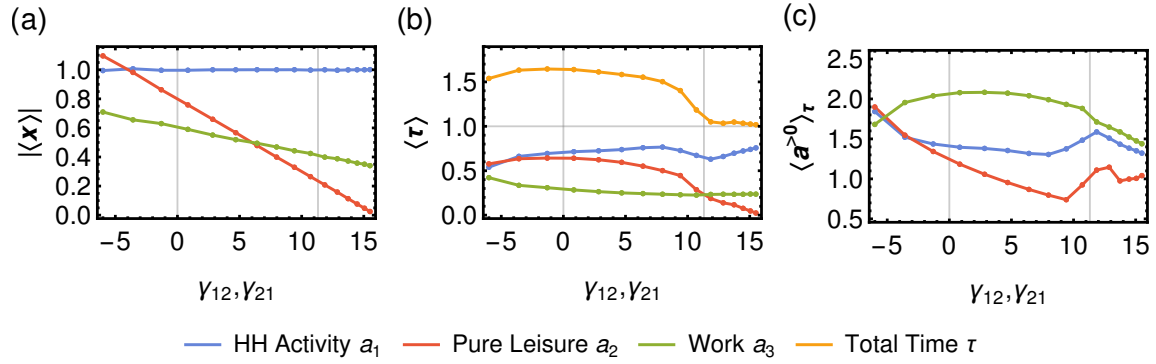 (a)
|⟨x⟩|
1.0
0.8
0.6
0.4
0.2
0.0
−5 0 5 10 15
γ12,γ21
(b)
⟨τ⟩
1.5
1.0
0.5
0.0
−5 0 5 10 15
γ12,γ21
(c)
⟨a>0⟩τ
2.5
2.0
1.5
1.0
0.5
−5 0 5 10 15
γ12,γ21
HH Activity a1 Pure Leisure a2 Work a3 Total Time τ